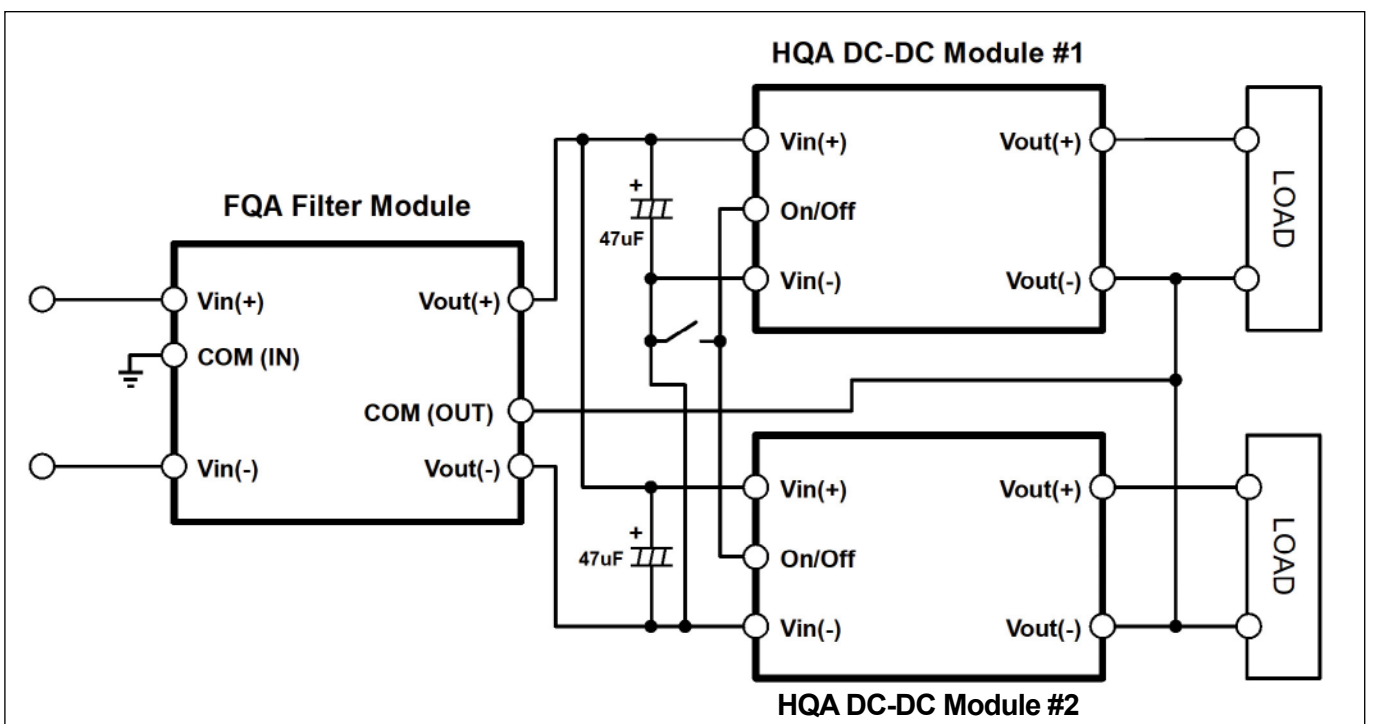 HQA DC-DC Module #1
Vin(+)
Vout(+)
On/Off
Vin(-)
Vout(-)
+
47uF
LOAD
FQA Filter Module
Vin(+)
Vout(+)
COM (IN)
COM (OUT)
Vin(-)
Vout(-)
Vin(+)
Vout(+)
On/Off
Vin(-)
Vout(-)
+
47uF
LOAD
HQA DC-DC Module #2